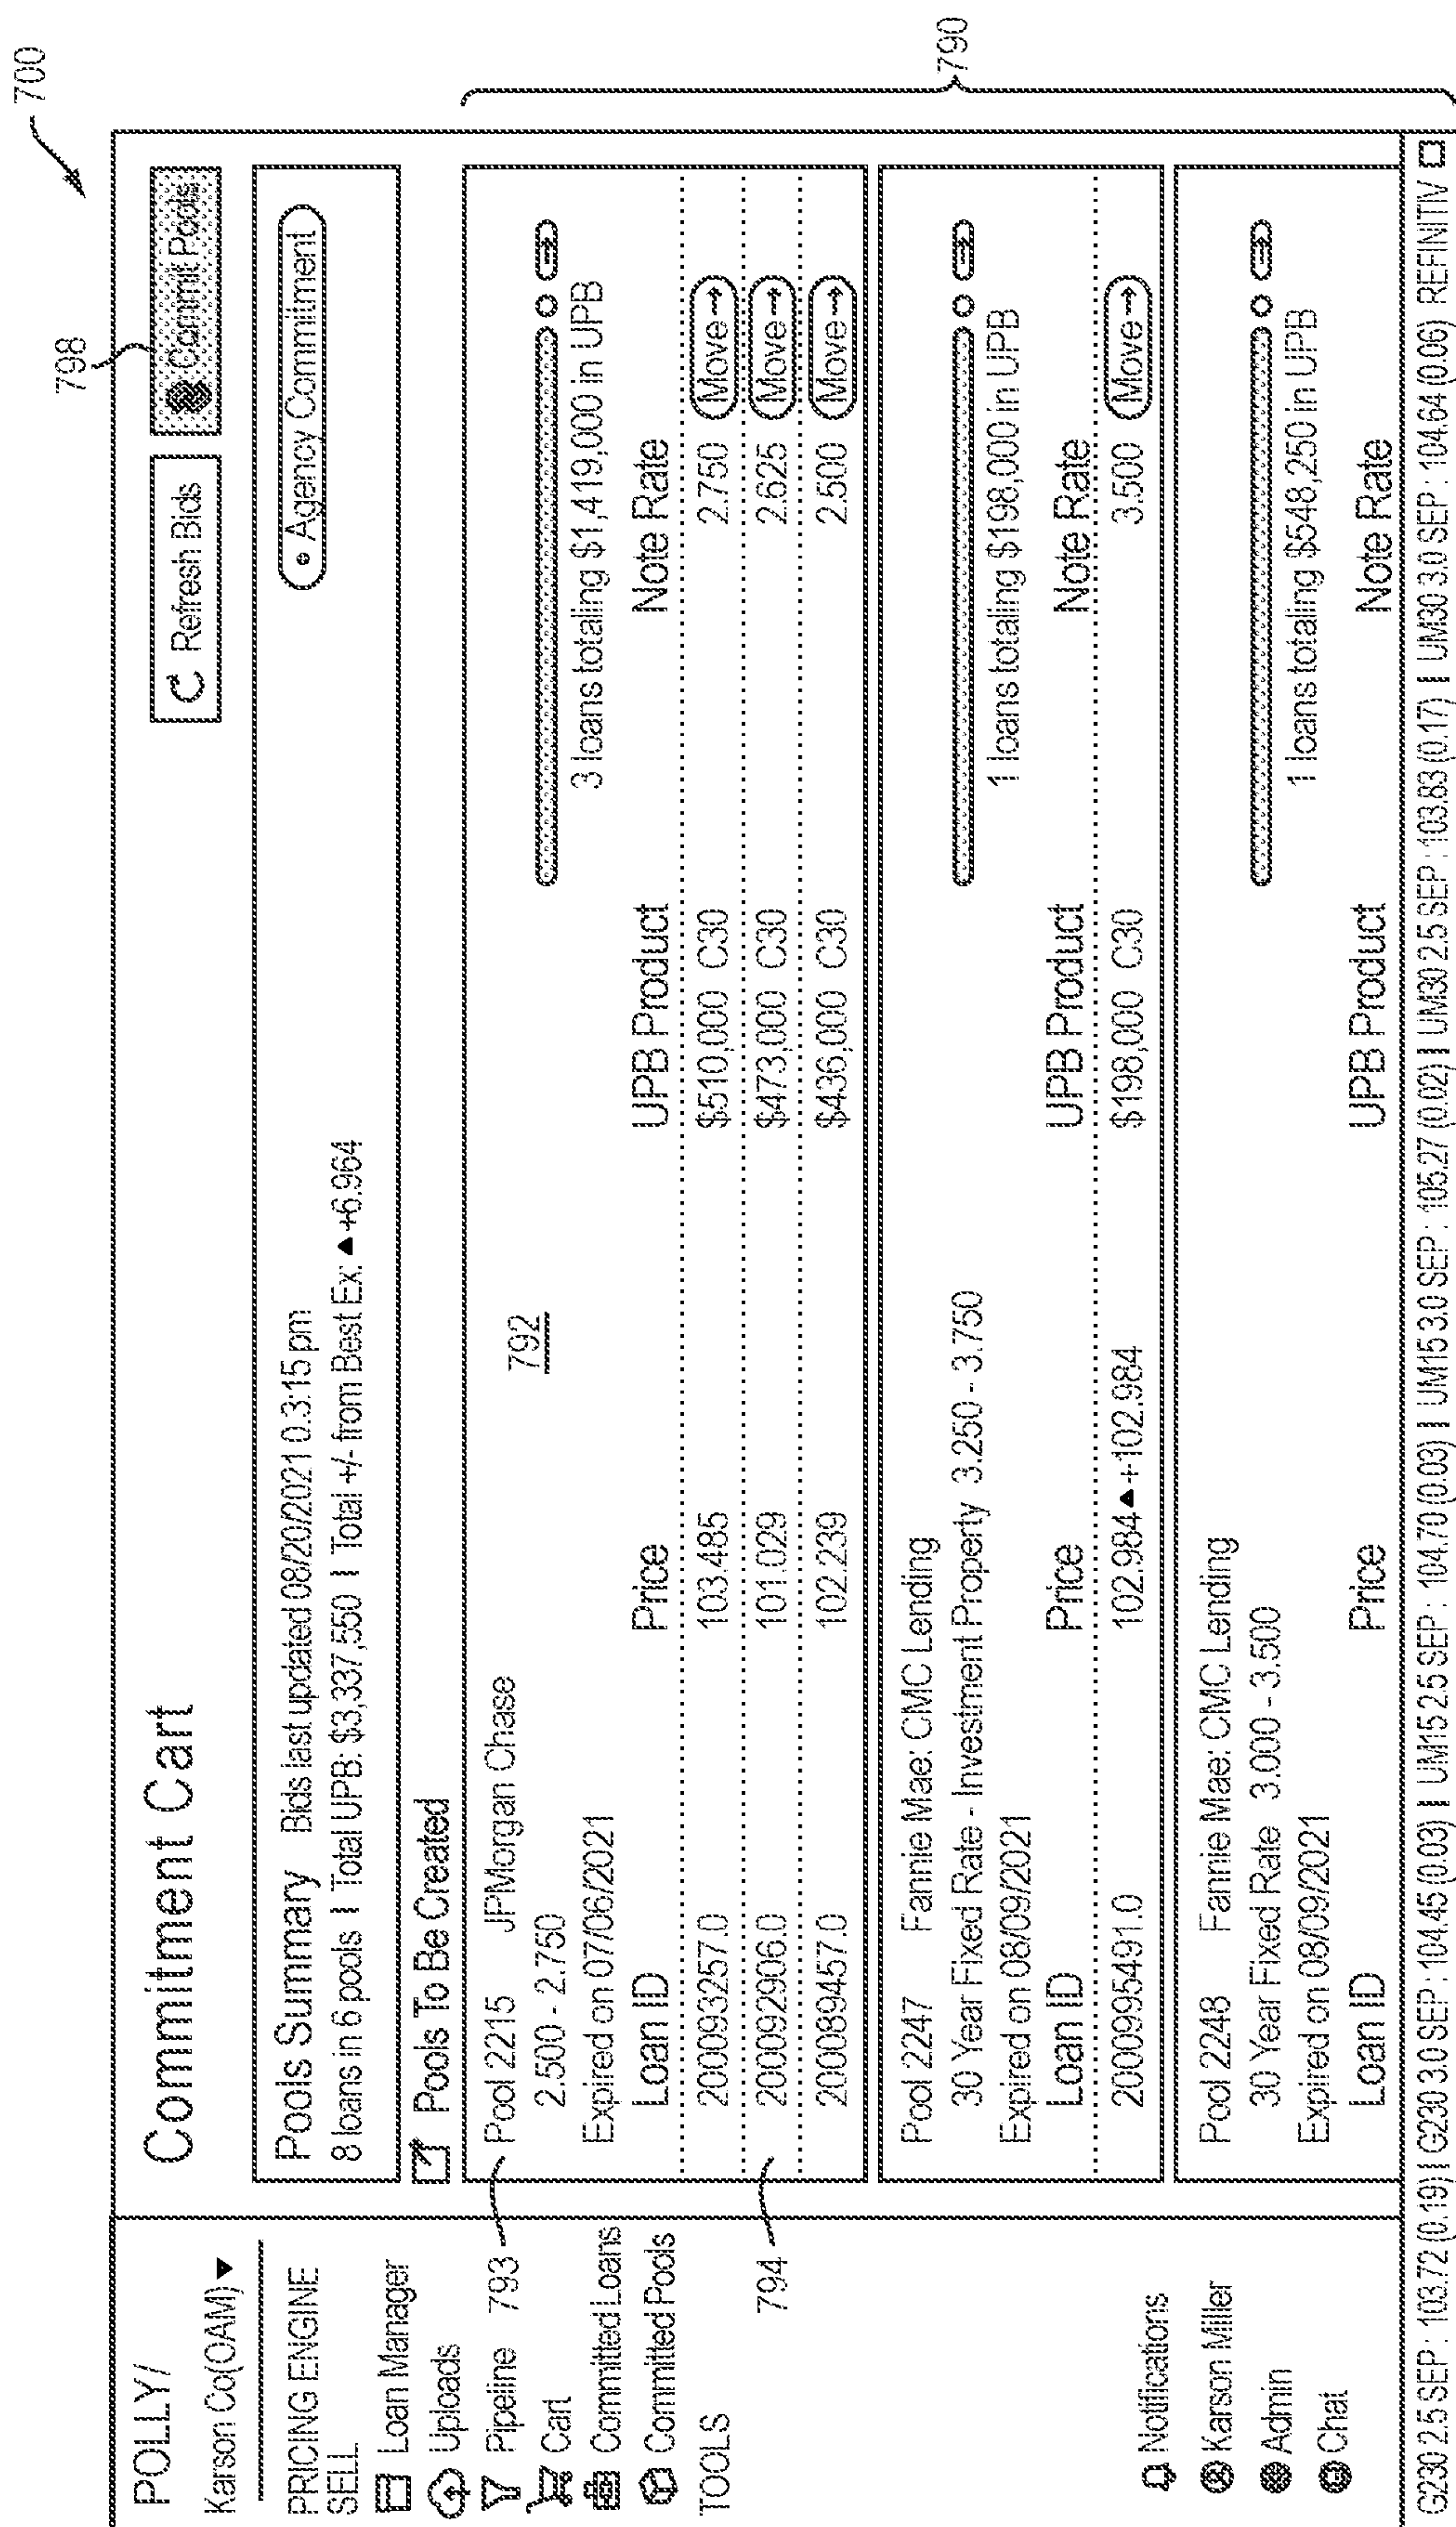 700
798
790
POLLY/
Karson Co(OAM)
PRICING ENGINE
SELL
Loan Manager
Uploads
Pipeline
Cart
Committed Loans
Committed Pools
TOOLS
Notifications
Karson Miller
Admin
Chat
793
794
Commitment Cart
Refresh Bids
Commit Pools
Pools Summary Bids last updated 08/20/2021 0.3:15 pm
Agency Commitment
8 loans in 6 pools | Total UPB: $3,337,550 | Total +/- from Best Ex: ▲+6.964
Pools To Be Created
Pool 2215 JPMorgan Chase
792
2.500 - 2.750
Expired on 07/06/2021
3 loans totaling $1,419,000 in UPB
Loan ID Price UPB Product Note Rate
200093257.0 103.485 $510,000 C30 2.750 Move→
200092906.0 101.029 $473,000 C30 2.625 Move→
200089457.0 102.239 $436,000 C30 2.500 Move→
Pool 2247 Fannie Mae: CMC Lending
30 Year Fixed Rate - Investment Property 3.250 - 3.750
Expired on 08/09/2021
1 loans totaling $198,000 in UPB
Loan ID Price UPB Product Note Rate
2000995491.0 102.984▲+102.984 $198,000 C30 3.500 Move→
Pool 2248 Fannie Mae: CMC Lending
30 Year Fixed Rate 3.000 - 3.500
Expired on 08/09/2021
1 loans totaling $548,250 in UPB
Loan ID Price UPB Product Note Rate
G230 2.5 SEP: 103.72 (0.19) | G230 3.0 SEP: 104.45 (0.03) | UM15 2.5 SEP: 104.70 (0.03) | UM15 3.0 SEP: 105.27 (0.02) | UM30 2.5 SEP: 103.83 (0.17) | UM30 3.0 SEP: 104.64 (0.06) REFINITIV